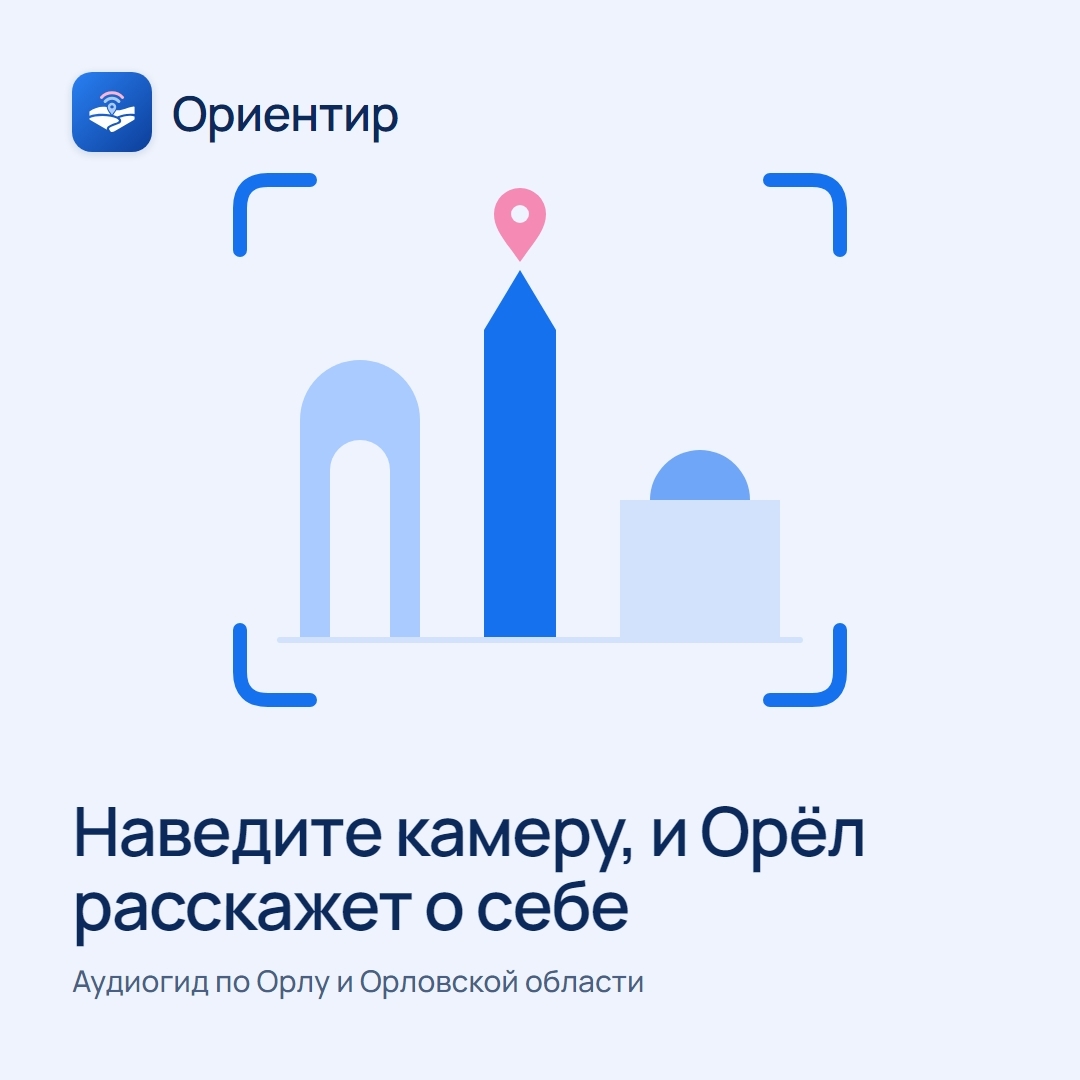 Ориентир
Наведите камеру, и Орёл
расскажет о себе
Аудиогид по Орлу и Орловской области